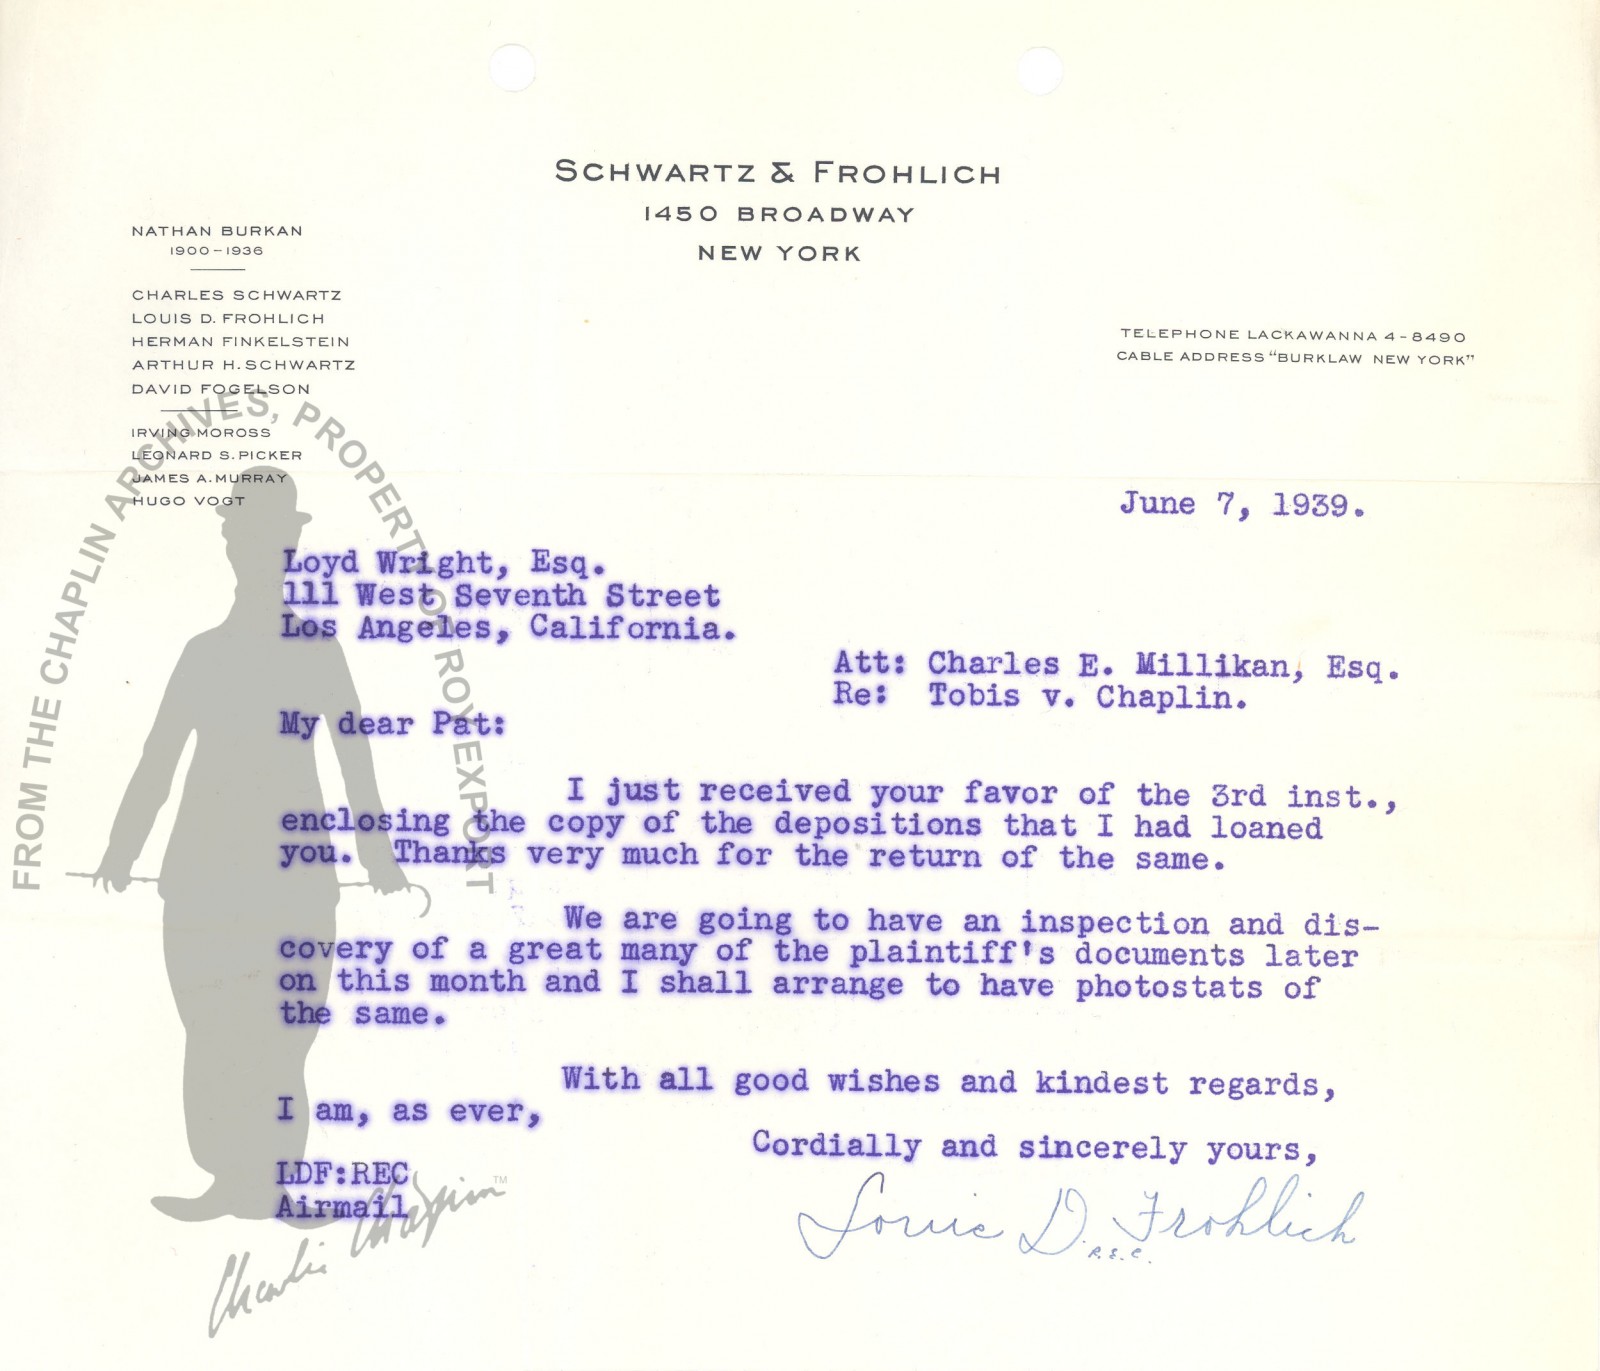 SCHWARTZ & FROHLICH
1450 BROADWAY
NEW YORK
NATHAN BURKAN
1900-1936
CHARLES SCHWARTZ
LOUIS D. FROHLICH
HERMAN FINKELSTEIN
ARTHUR H. SCHWARTZ
DAVID FOGELSON
IRVING MOROSS
LEONARD S. PICKER
JAMES A. MURRAY
HUGO VOGT
TELEPHONE LACKAWANNA 4-8490
CABLE ADDRESS "BURKLAW NEW YORK"
June 7, 1939.
Loyd Wright, Esq.
111 West Seventh Street
Los Angeles, California.
Att: Charles E. Millikan, Esq.
Re: Tobis v. Chaplin.
My dear Pat:
I just received your favor of the 3rd inst.,
enclosing the copy of the depositions that I had loaned
you. Thanks very much for the return of the same.
We are going to have an inspection and dis-
covery of a great many of the plaintiff's documents later
on this month and I shall arrange to have photostats of
the same.
With all good wishes and kindest regards,
I am, as ever,
Cordially and sincerely yours,
LDF:REC
Airmail
Louis D. Frohlich
R.E.C.
FROM THE CHAPLIN ARCHIVES, PROPERTY OF ROY EXPORT
Charlie Chaplin™